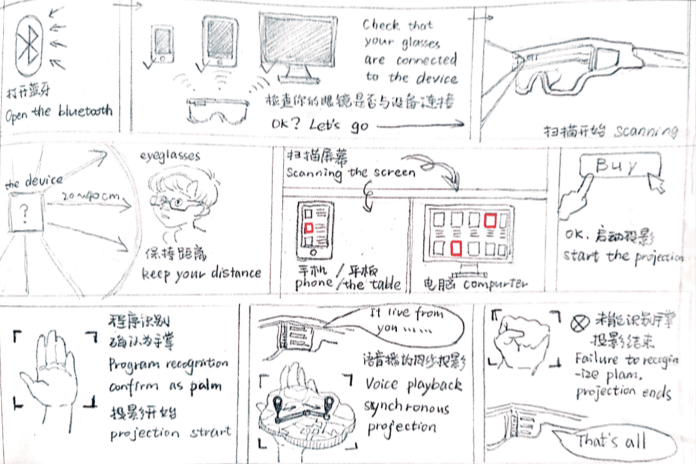 打开蓝牙
Open the bluetooth
Check that
your glasses
are connected
to the device
检查你的眼镜是否与设备连接
OK? Let's go
扫描开始 scanning
the device
?
20~40cm
eyeglasses
保持距离
keep your distance
扫描屏幕
Scanning the screen
手机 / 平板
phone / the table
电脑 compurter
Buy
OK. 启动投影
start the projection
程序识别
确认为手掌
Program recognition
confirm as palm
投影开始
projection strart
It live from
you ......
语音播放同步投影
Voice playback
synchronous
projection
未能识别手掌
投影结束
Failure to recogn
-ize plam.
projection ends
That's all